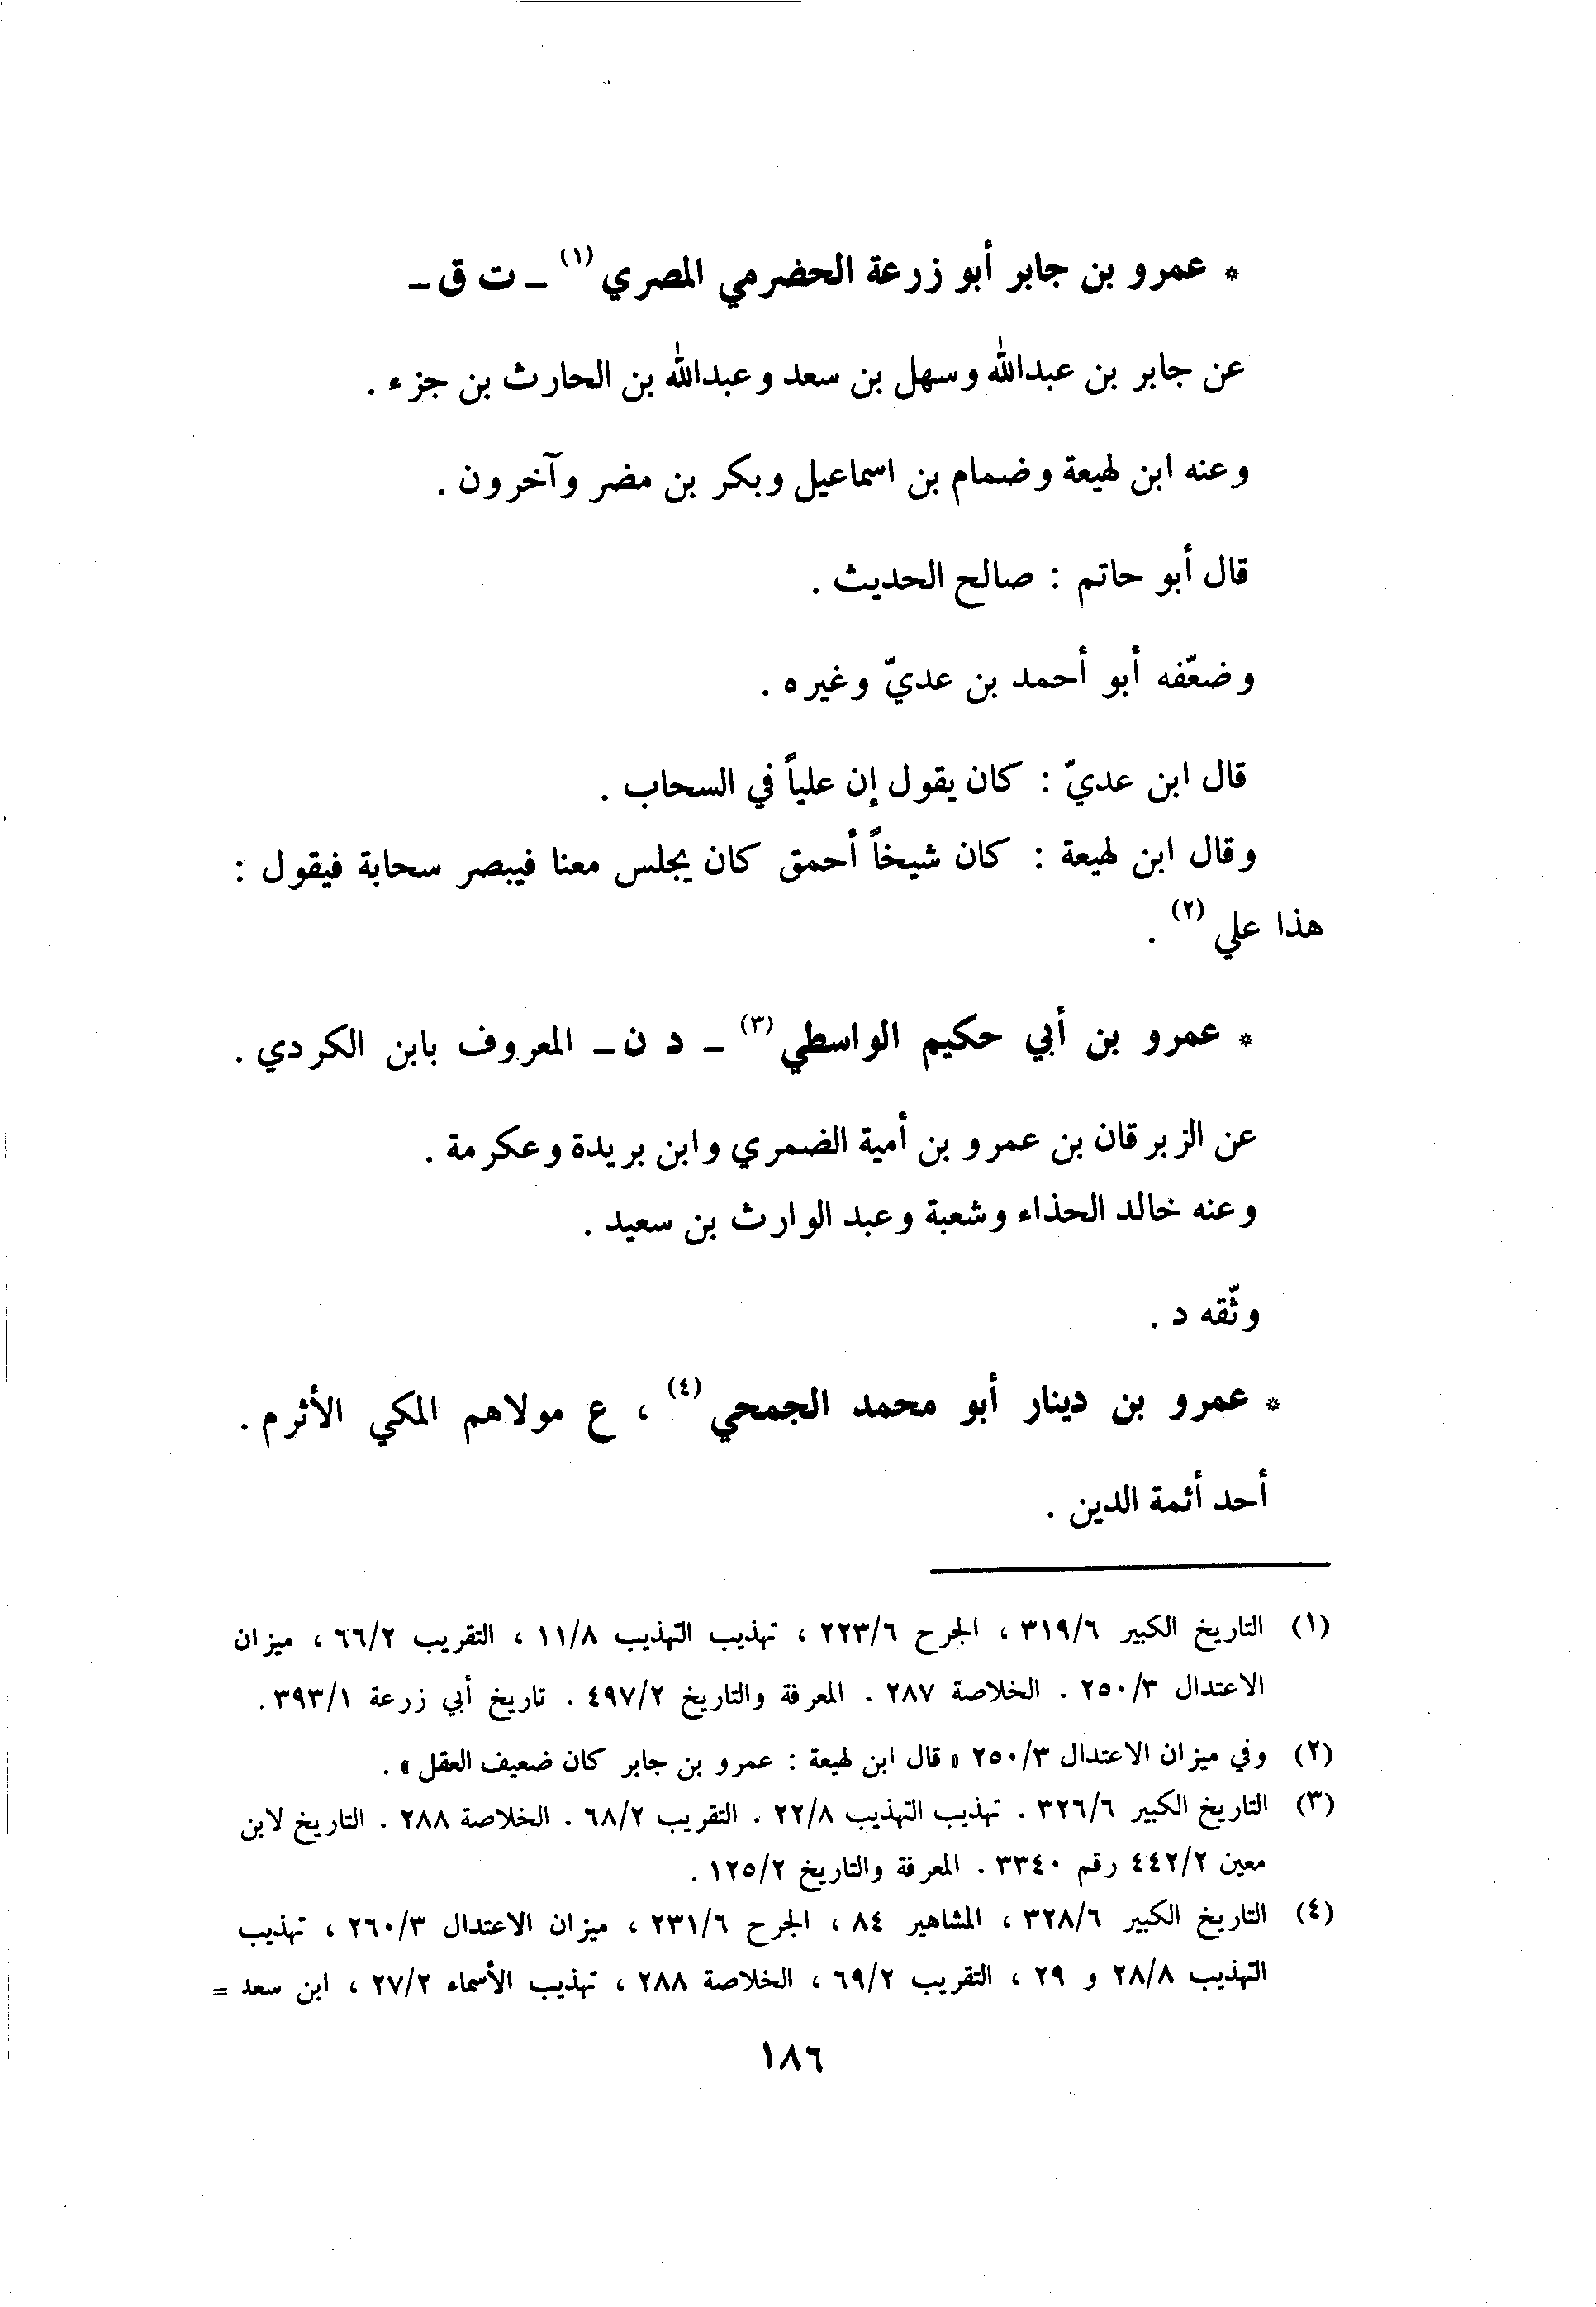 * عمرو بن جابر أبو زرعة الحضرمي المصري (١) ـ ت ق ـ
عن جابر بن عبدالله وسهل بن سعد وعبدالله بن الحارث بن جزء .
وعنه ابن لهيعة وضمام بن اسماعيل وبكر بن مضر وآخرون .
قال أبو حاتم : صالح الحديث .
وضعّفه أبو أحمد بن عديّ وغيره .
قال ابن عديّ : كان يقول إن علياً في السحاب .
وقال ابن لهيعة : كان شيخاً أحمق كان يجلس معنا فيبصر سحابة فيقول :
هذا علي (٢) .
* عمرو بن أبي حكيم الواسطي (٣) ـ د ن ـ المعروف بابن الكردي .
عن الزبرقان بن عمرو بن أمية الضمري وابن بريدة وعكرمة .
وعنه خالد الحذاء وشعبة وعبد الوارث بن سعيد .
وثّقه د .
* عمرو بن دينار أبو محمد الجمحي (٤) ، ع مولاهم المكي الأثرم .
أحد أئمة الدين .
(١) التاريخ الكبير ٣١٩/٦ ، الجرح ٢٢٣/٦ ، تهذيب التهذيب ١١/٨ ، التقريب ٦٦/٢ ، ميزان
الاعتدال ٢٥٠/٣ . الخلاصة ٢٨٧ . المعرفة والتاريخ ٤٩٧/٢ . تاريخ أبي زرعة ٣٩٣/١ .
(٢) وفي ميزان الاعتدال ٢٥٠/٣ « قال ابن لهيعة : عمرو بن جابر كان ضعيف العقل » .
(٣) التاريخ الكبير ٣٢٦/٦ . تهذيب التهذيب ٢٢/٨ . التقريب ٦٨/٢ . الخلاصة ٢٨٨ . التاريخ لابن
معين ٤٤٢/٢ رقم ٣٣٤٠ . المعرفة والتاريخ ١٢٥/٢ .
(٤) التاريخ الكبير ٣٢٨/٦ ، المشاهير ٨٤ ، الجرح ٢٣١/٦ ، ميزان الاعتدال ٢٦٠/٣ ، تهذيب
التهذيب ٢٨/٨ و ٢٩ ، التقريب ٦٩/٢ ، الخلاصة ٢٨٨ ، تهذيب الأسماء ٢٧/٢ ، ابن سعد =
١٨٦